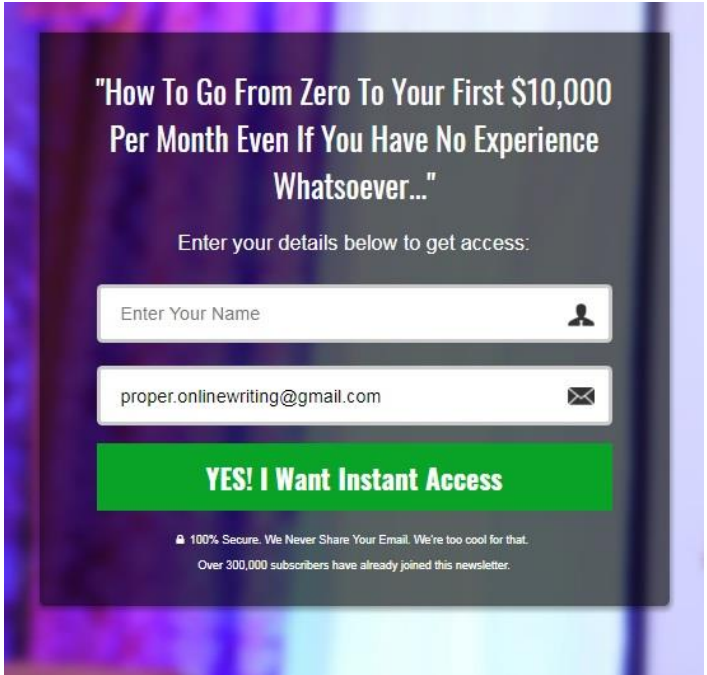 "How To Go From Zero To Your First $10,000
Per Month Even If You Have No Experience
Whatsoever..."
Enter your details below to get access:
Enter Your Name
proper.onlinewriting@gmail.com
YES! I Want Instant Access
100% Secure. We Never Share Your Email. We're too cool for that.
Over 300,000 subscribers have already joined this newsletter.